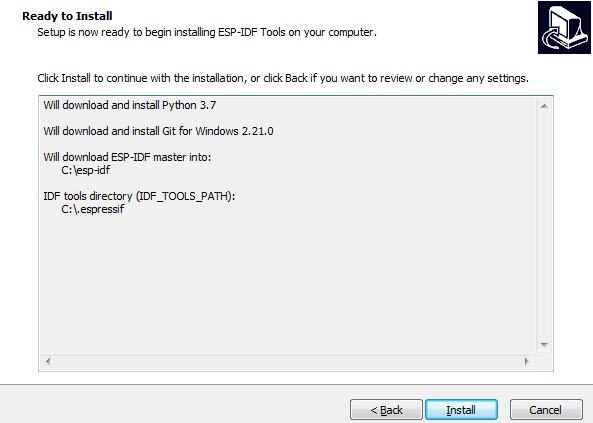 Ready to Install
Setup is now ready to begin installing ESP-IDF Tools on your computer.
Click Install to continue with the installation, or click Back if you want to review or change any settings.
Will download and install Python 3.7
Will download and install Git for Windows 2.21.0
Will download ESP-IDF master into:
C:\esp-idf
IDF tools directory (IDF_TOOLS_PATH):
C:\.espressif
< Back Install Cancel